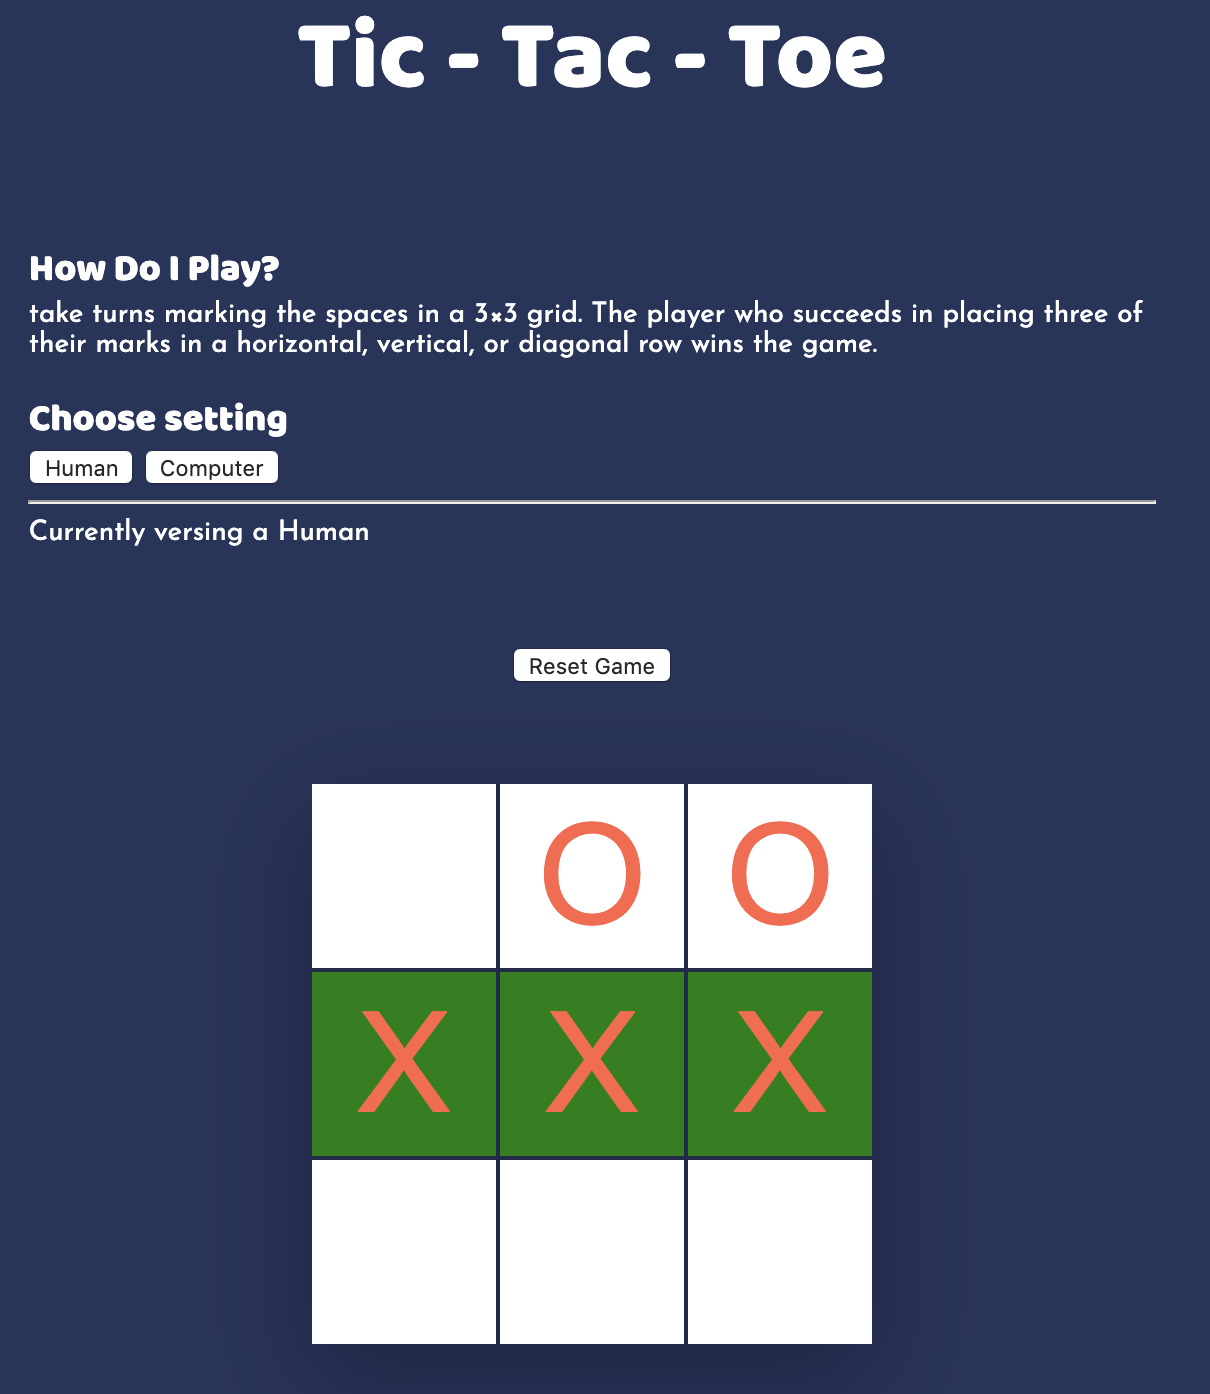 Tic - Tac - Toe
How Do I Play?
take turns marking the spaces in a 3×3 grid. The player who succeeds in placing three of
their marks in a horizontal, vertical, or diagonal row wins the game.
Choose setting
Human Computer
Currently versing a Human
Reset Game
O O
X X X